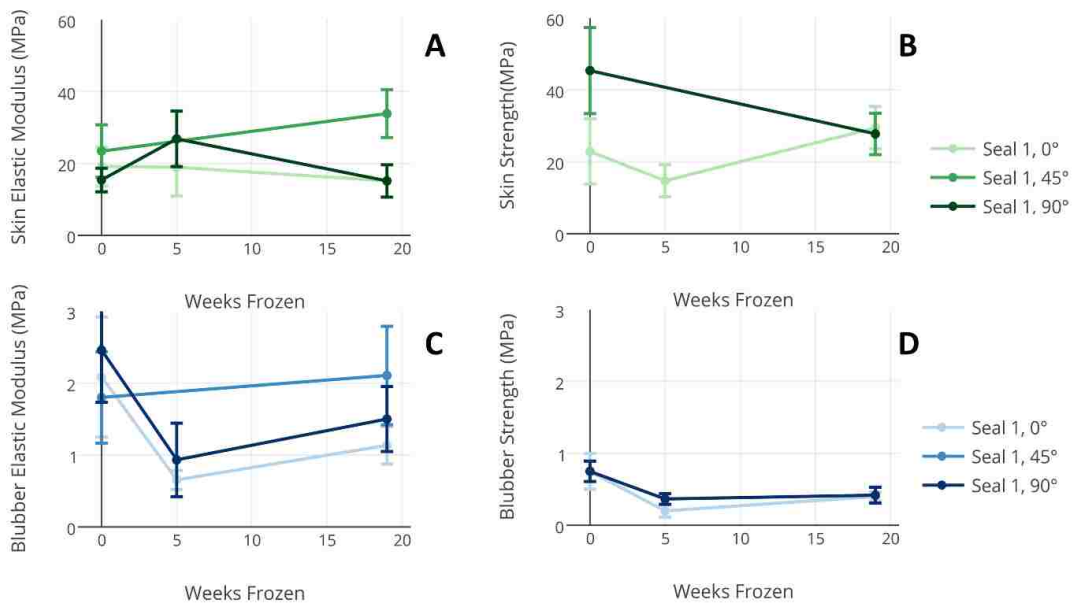 Skin Elastic Modulus (MPa)
60
40
20
0
0 5 10 15 20
Weeks Frozen
A
Skin Strength(MPa)
60
40
20
0
0 5 10 15 20
Weeks Frozen
B
Seal 1, 0°
Seal 1, 45°
Seal 1, 90°
Blubber Elastic Modulus (MPa)
3
2
1
0
0 5 10 15 20
Weeks Frozen
C
Blubber Strength (MPa)
3
2
1
0
0 5 10 15 20
Weeks Frozen
D
Seal 1, 0°
Seal 1, 45°
Seal 1, 90°